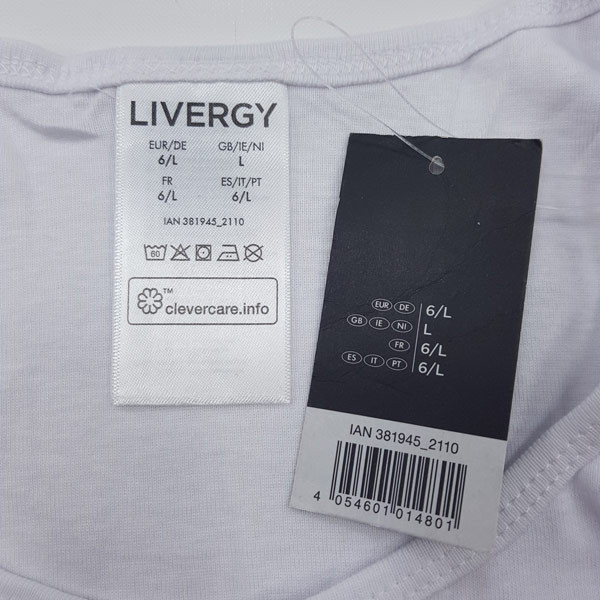 LIVERGY
EUR/DE GB/IE/NI
6/L L
FR ES/IT/PT
6/L 6/L
IAN 381945_2110
60
™
clevercare.info
EUR DE 6/L
GB IE NI L
FR 6/L
ES IT PT 6/L
IAN 381945_2110
4 054601 014801